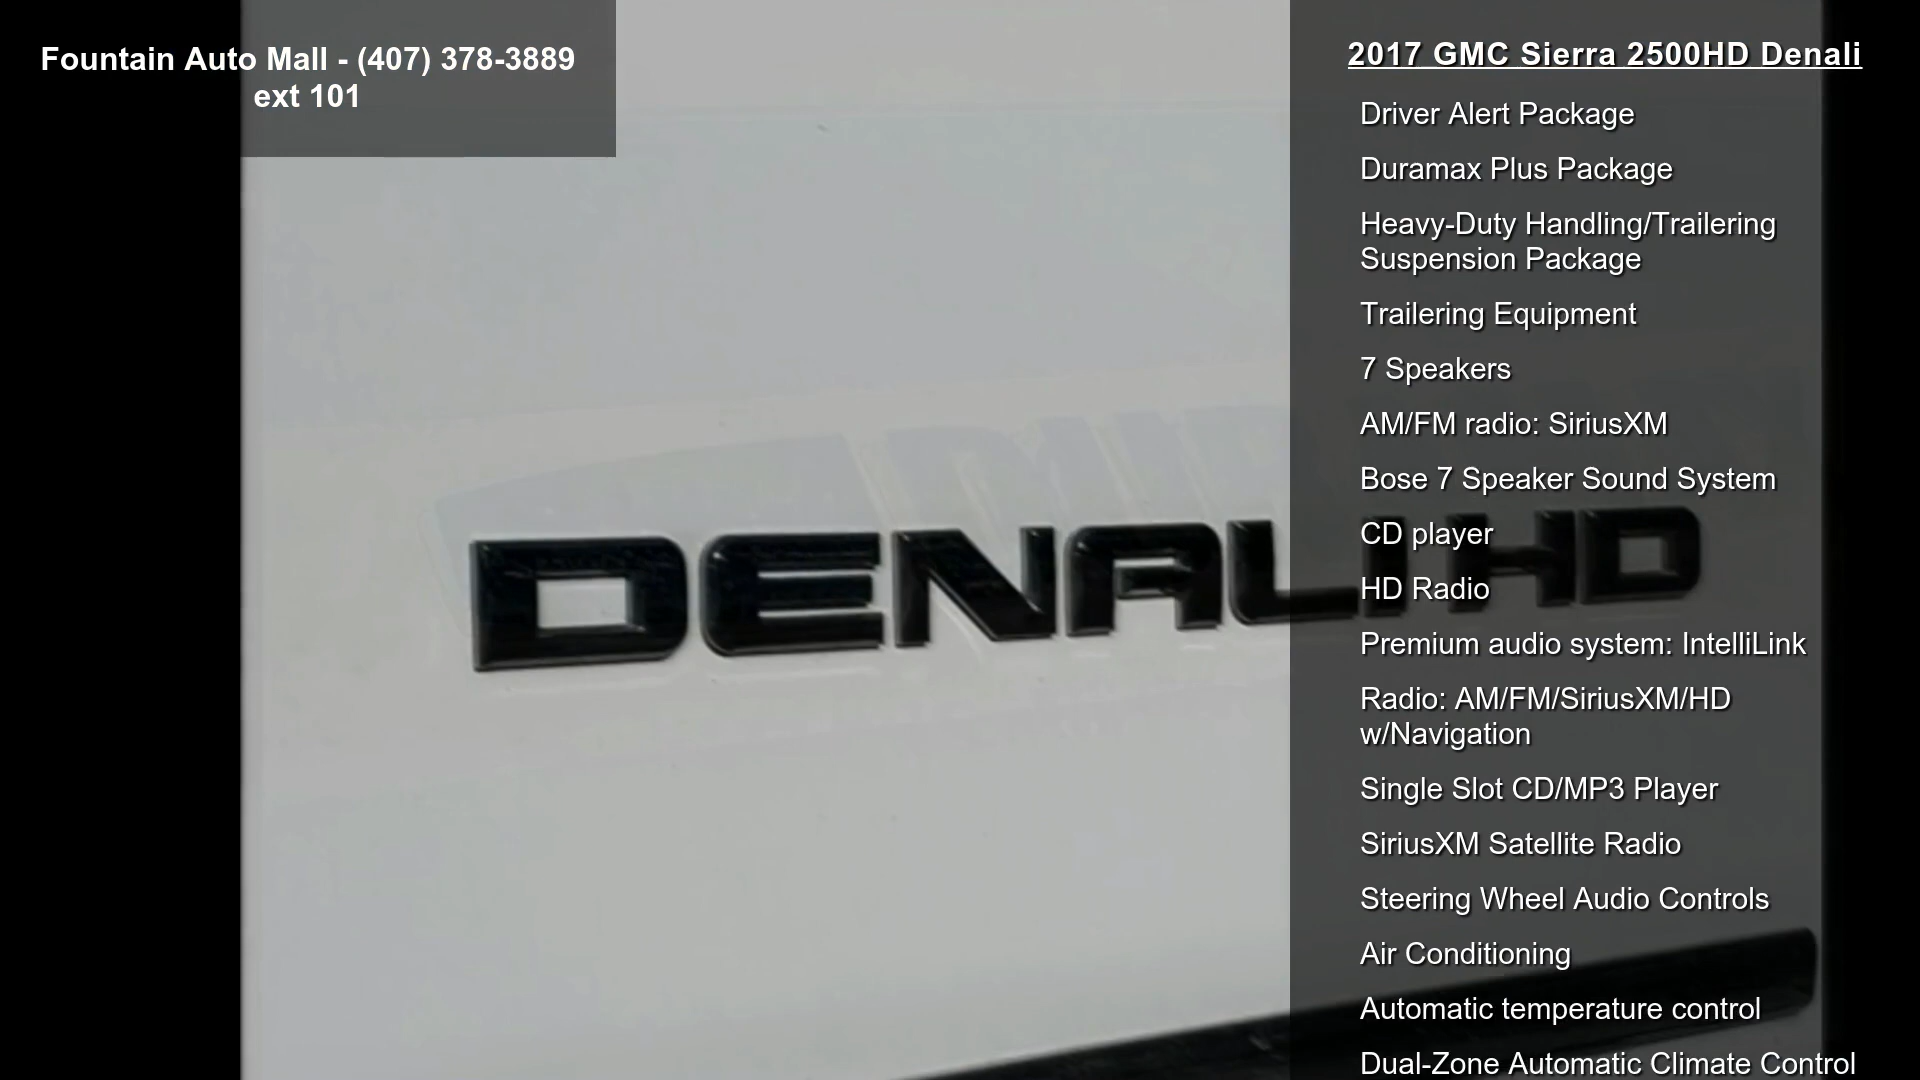 Fountain Auto Mall - (407) 378-3889
ext 101
2017 GMC Sierra 2500HD Denali
Driver Alert Package
Duramax Plus Package
Heavy-Duty Handling/Trailering
Suspension Package
Trailering Equipment
7 Speakers
AM/FM radio: SiriusXM
Bose 7 Speaker Sound System
CD player
HD Radio
Premium audio system: IntelliLink
Radio: AM/FM/SiriusXM/HD
w/Navigation
Single Slot CD/MP3 Player
SiriusXM Satellite Radio
Steering Wheel Audio Controls
Air Conditioning
Automatic temperature control
Dual-Zone Automatic Climate Control
DENALI HD